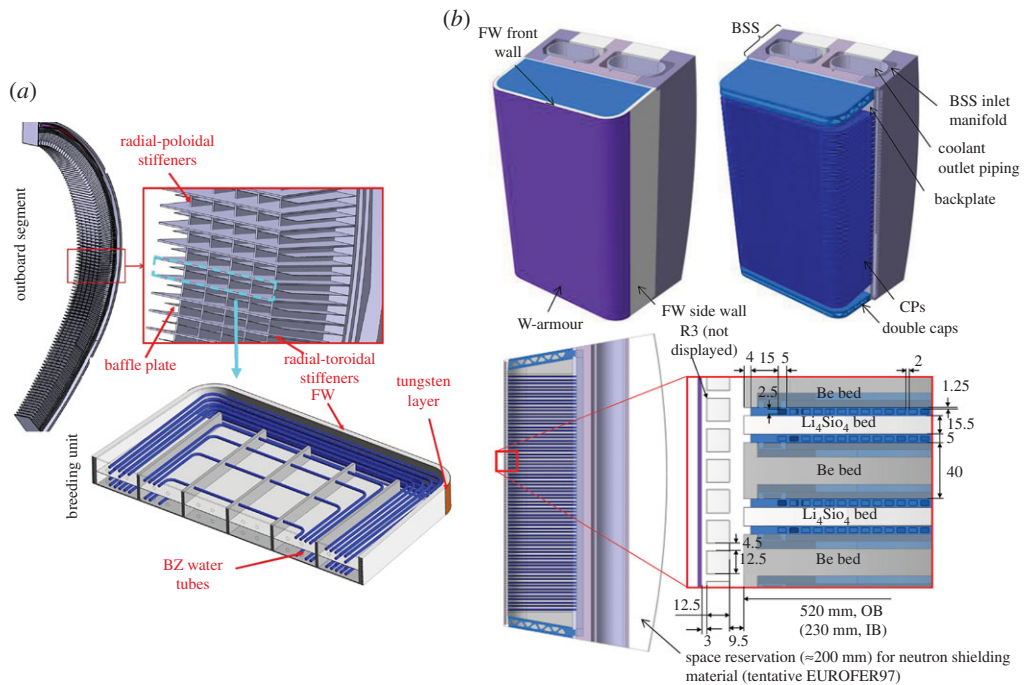 (a)
outboard segment
radial-poloidal
stiffeners
baffle plate
radial-toroidal
stiffeners
FW
tungsten
layer
breeding unit
BZ water
tubes
(b)
FW front
wall
BSS
BSS inlet
manifold
coolant
outlet piping
backplate
W-armour
FW side wall
CPs
double caps
R3 (not
displayed)
4 15 5
2
2.5
1.25
Be bed
Li4Sio4 bed
15.5
5
Be bed
40
Li4Sio4 bed
4.5
Be bed
12.5
12.5
3
9.5
520 mm, OB
(230 mm, IB)
space reservation (≈200 mm) for neutron shielding
material (tentative EUROFER97)